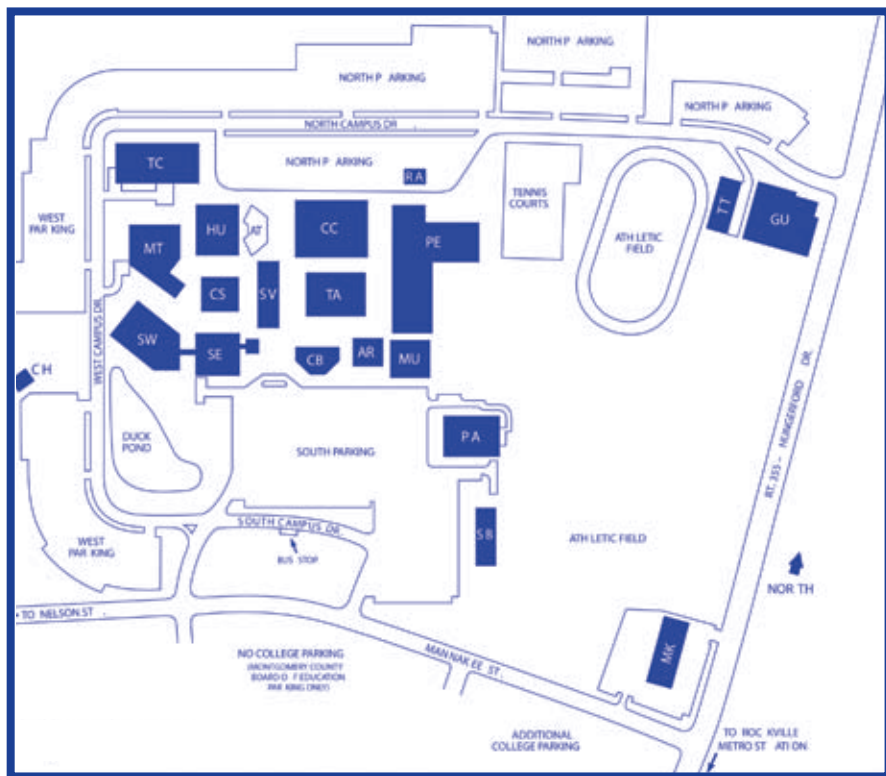 NORTH P ARKING
NORTH P ARKING
NORTH P ARKING
NORTH CAMPUS DR .
NORTH P ARKING
TC
RA
TENNIS
COURTS
TT
GU
WEST
PAR KING
HU
AT
CC
PE
ATH LETIC
FIELD
MT
CS
SV
TA
WEST CAMPUS DR.
SW
SE
CB
AR
MU
CH
RT. 355 - HUNGERFORD DR.
DUCK
POND
SOUTH PARKING
PA
SOUTH CAMPUS DR.
SB
ATH LETIC FIELD
WEST
PAR KING
BUS STOP
NOR TH
TO NELSON ST .
MK
NO COLLEGE PARKING
(MONTGOMERY COUNTY
BOARD O F EDUCATION
PAR KING ONLY)
MAN NAK EE ST .
ADDITIONAL
COLLEGE PARKING
TO ROC KVILLE
METRO ST ATI ON